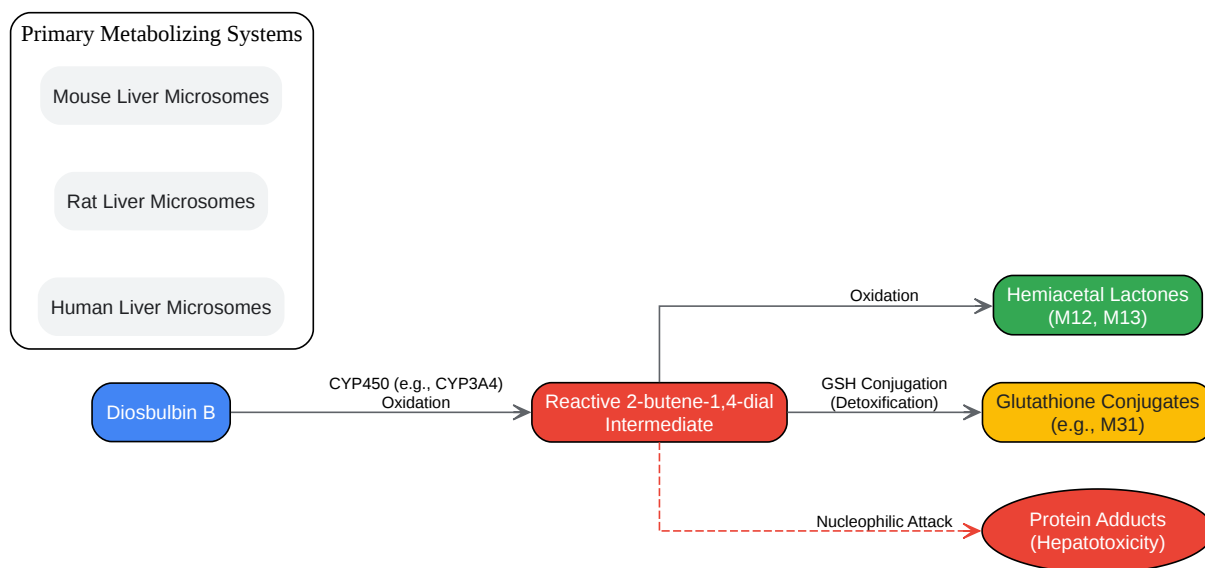 Primary Metabolizing Systems
Mouse Liver Microsomes
Rat Liver Microsomes
Human Liver Microsomes
Diosbulbin B
CYP450 (e.g., CYP3A4)
Oxidation
Reactive 2-butene-1,4-dial
Intermediate
Oxidation
Hemiacetal Lactones
(M12, M13)
GSH Conjugation
(Detoxification)
Glutathione Conjugates
(e.g., M31)
Nucleophilic Attack
Protein Adducts
(Hepatotoxicity)